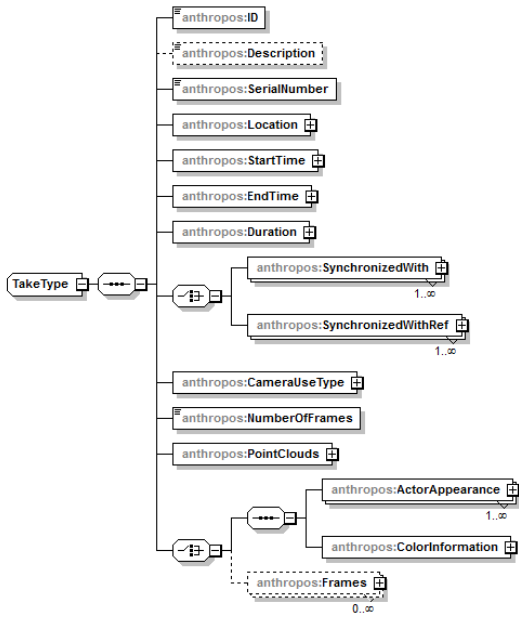 anthropos:ID
anthropos:Description
anthropos:SerialNumber
anthropos:Location
anthropos:StartTime
anthropos:EndTime
anthropos:Duration
TakeType
anthropos:SynchronizedWith
1..∞
anthropos:SynchronizedWithRef
1..∞
anthropos:CameraUseType
anthropos:NumberOfFrames
anthropos:PointClouds
anthropos:ActorAppearance
1..∞
anthropos:ColorInformation
anthropos:Frames
0..∞